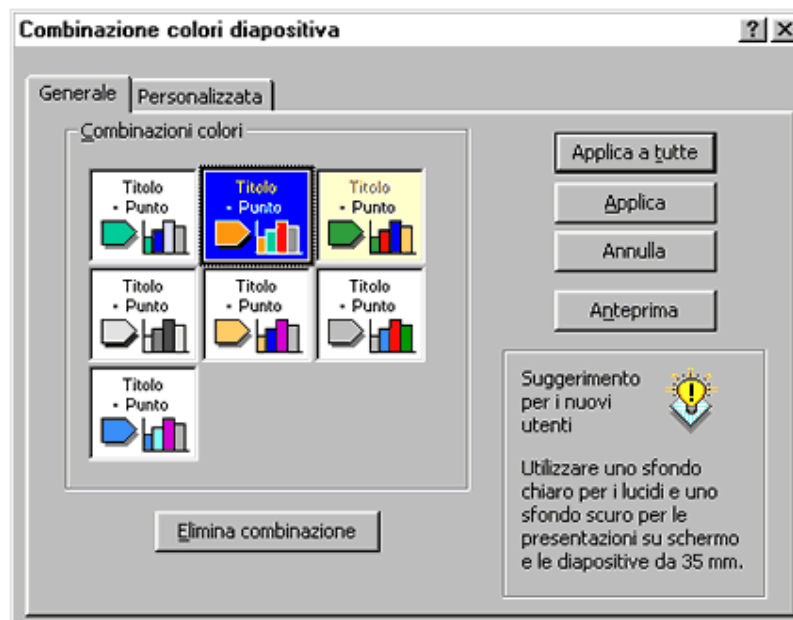 Combinazione colori diapositiva
Generale
Personalizzata
Combinazioni colori
Titolo
• Punto
Titolo
• Punto
Titolo
• Punto
Titolo
• Punto
Titolo
• Punto
Titolo
• Punto
Titolo
• Punto
Elimina combinazione
Applica a tutte
Applica
Annulla
Anteprima
Suggerimento
per i nuovi
utenti
Utilizzare uno sfondo
chiaro per i lucidi e uno
sfondo scuro per le
presentazioni su schermo
e le diapositive da 35 mm.